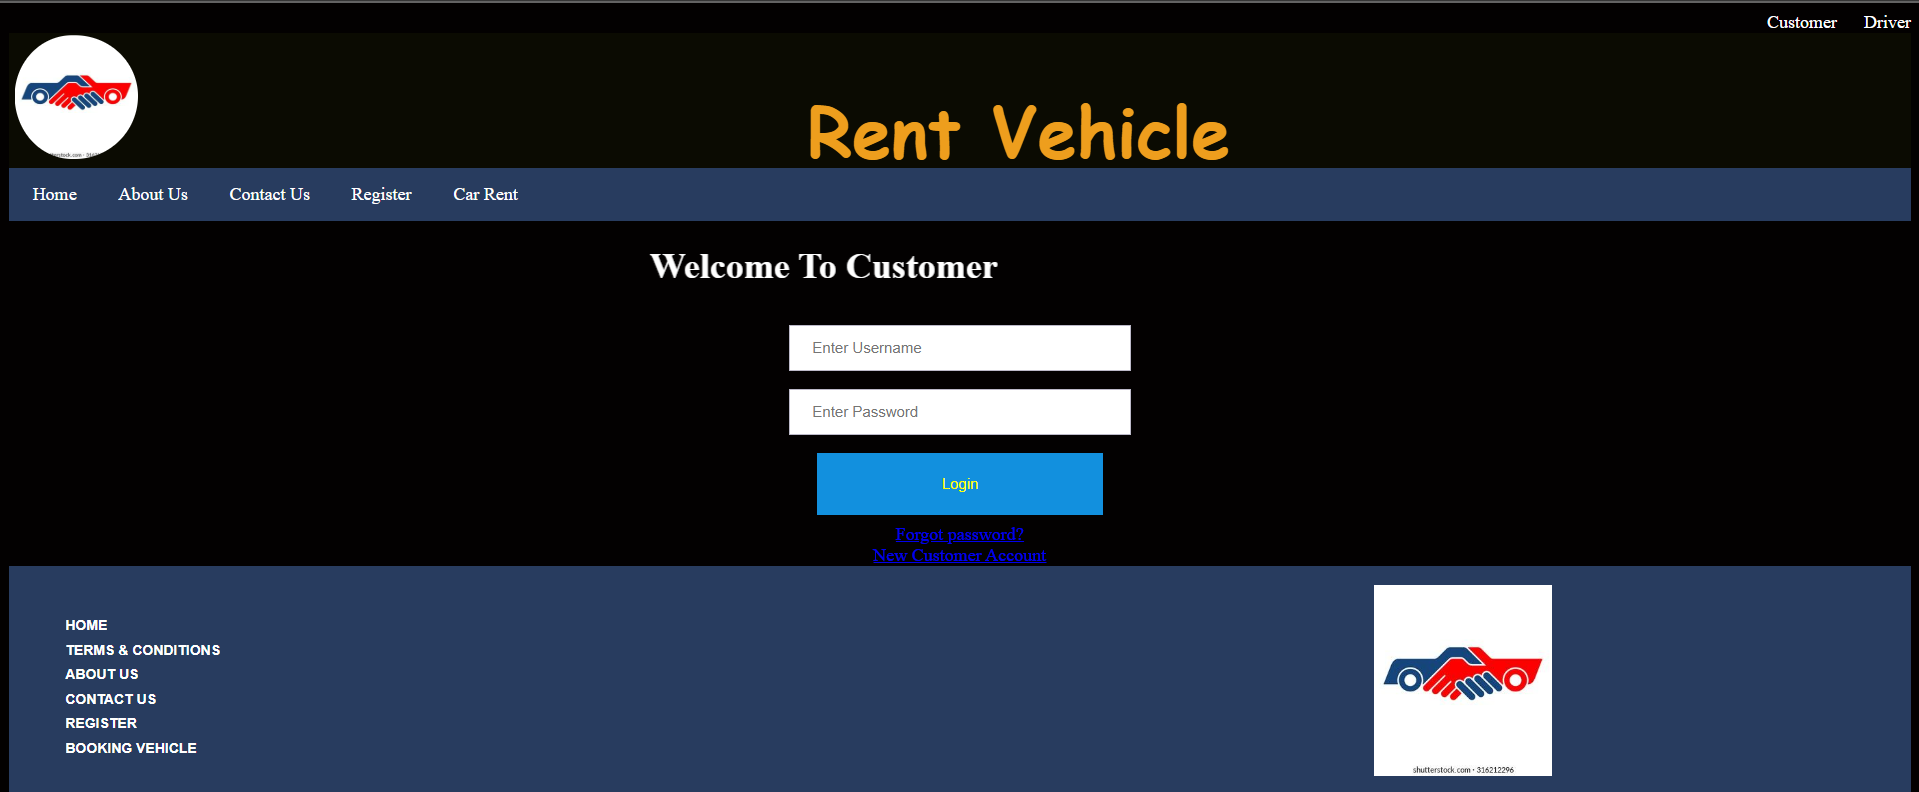 Customer Driver
Rent Vehicle
Home About Us Contact Us Register Car Rent
Welcome To Customer
Enter Username
Enter Password
Login
Forgot password?
New Customer Account
HOME
TERMS & CONDITIONS
ABOUT US
CONTACT US
REGISTER
BOOKING VEHICLE
shutterstock.com • 316212296